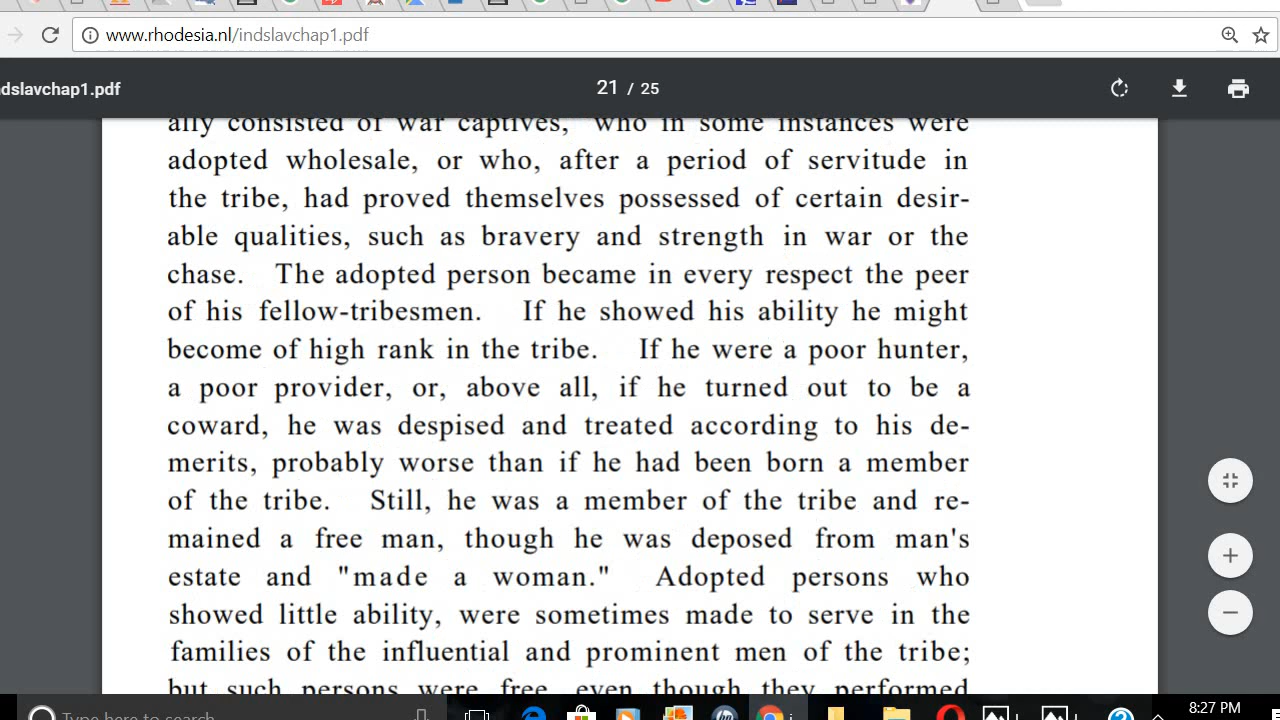 www.rhodesia.nl/indslavchap1.pdf
dslavchap1.pdf
21 / 25
ally consisted of war captives, who in some instances were
adopted wholesale, or who, after a period of servitude in
the tribe, had proved themselves possessed of certain desir-
able qualities, such as bravery and strength in war or the
chase. The adopted person became in every respect the peer
of his fellow-tribesmen. If he showed his ability he might
become of high rank in the tribe. If he were a poor hunter,
a poor provider, or, above all, if he turned out to be a
coward, he was despised and treated according to his de-
merits, probably worse than if he had been born a member
of the tribe. Still, he was a member of the tribe and re-
mained a free man, though he was deposed from man's
estate and "made a woman." Adopted persons who
showed little ability, were sometimes made to serve in the
families of the influential and prominent men of the tribe;
but such persons were free, even though they performed
Type here to search
8:27 PM